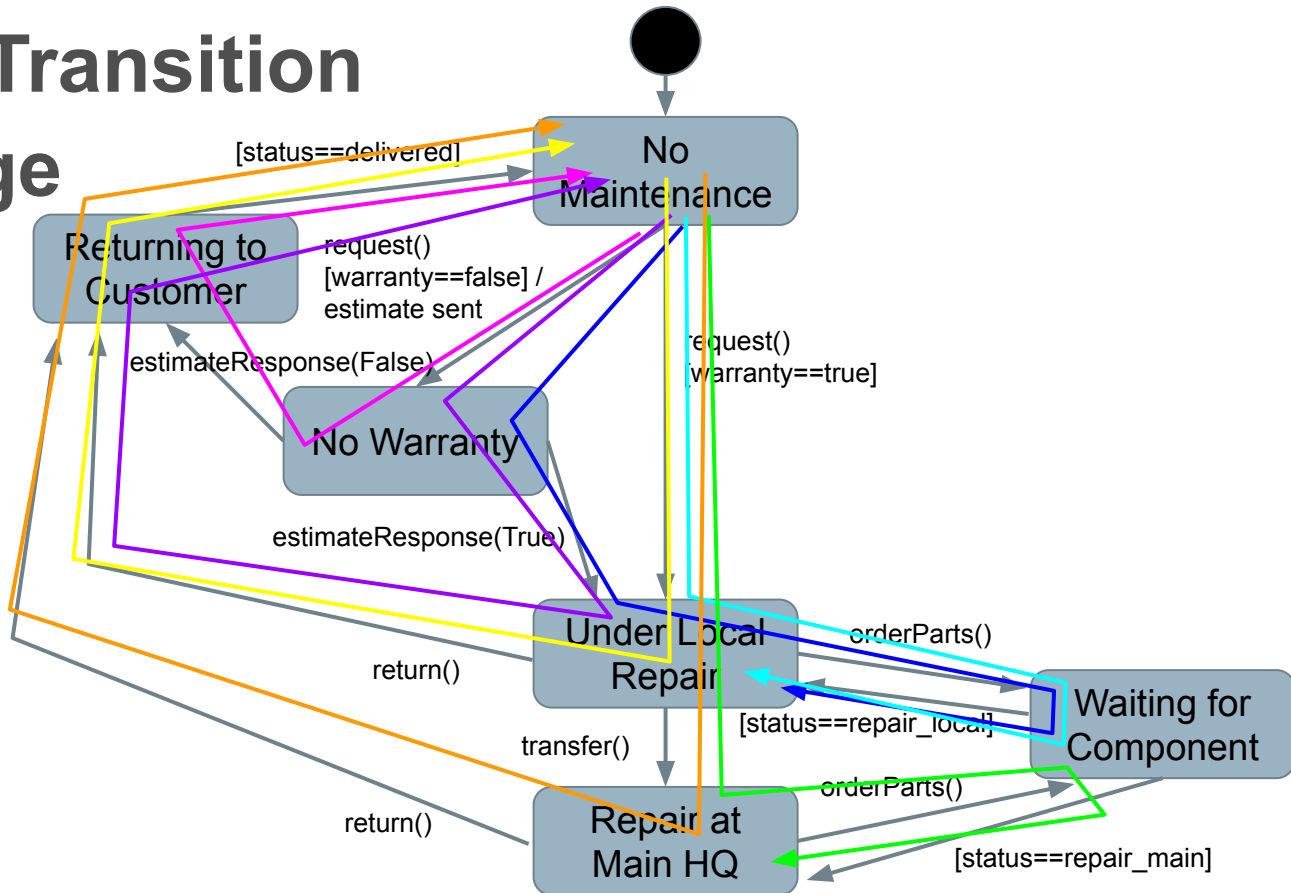 Transition
ge
[status==delivered]
No
Maintenance
Returning to
Customer
request()
[warranty==false] /
estimate sent
request()
[warranty==true]
estimateResponse(False)
No Warranty
estimateResponse(True)
Under Local
Repair
orderParts()
return()
Waiting for
Component
[status==repair_local]
transfer()
orderParts()
Repair at
Main HQ
return()
[status==repair_main]